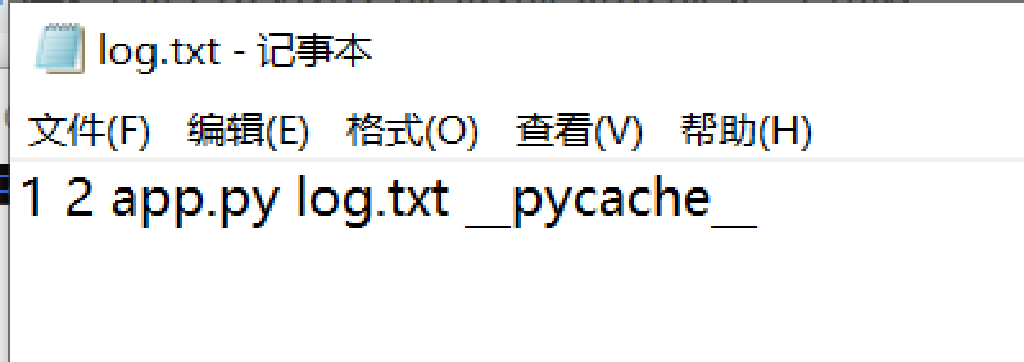 log.txt - 记事本
文件(F) 编辑(E) 格式(O) 查看(V) 帮助(H)
1 2 app.py log.txt __pycache__